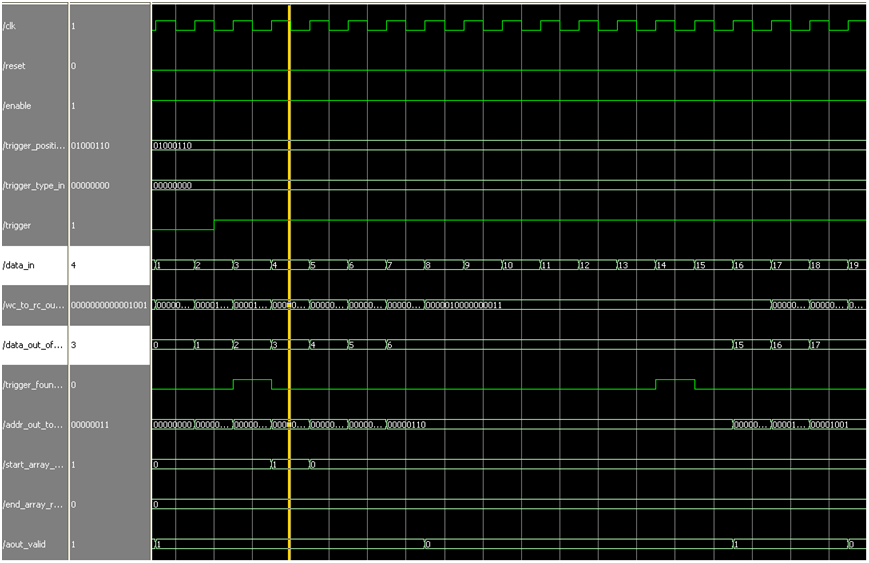 /clk 1
/reset 0
/enable 1
/trigger_positi... 01000110 01000110
/trigger_type_in 00000000 00000000
/trigger 1
/data_in 4 1 2 3 4 5 6 7 8 9 10 11 12 13 14 15 16 17 18 19
/wc_to_rc_ou... 0000000000001001 00000... 00001... 00001... 00000... 00000... 00000... 0000010000000011 00000... 00000... 0...
/data_out_of... 3 0 1 2 3 4 5 6 15 16 17
/trigger_foun... 0
/addr_out_to... 00000011 00000000 00000... 00000... 00000... 00000... 00000110 00000... 00001... 00001001
/start_array_... 1 0 1 0
/end_array_r... 0 0
/aout_valid 1 1 0 1 0